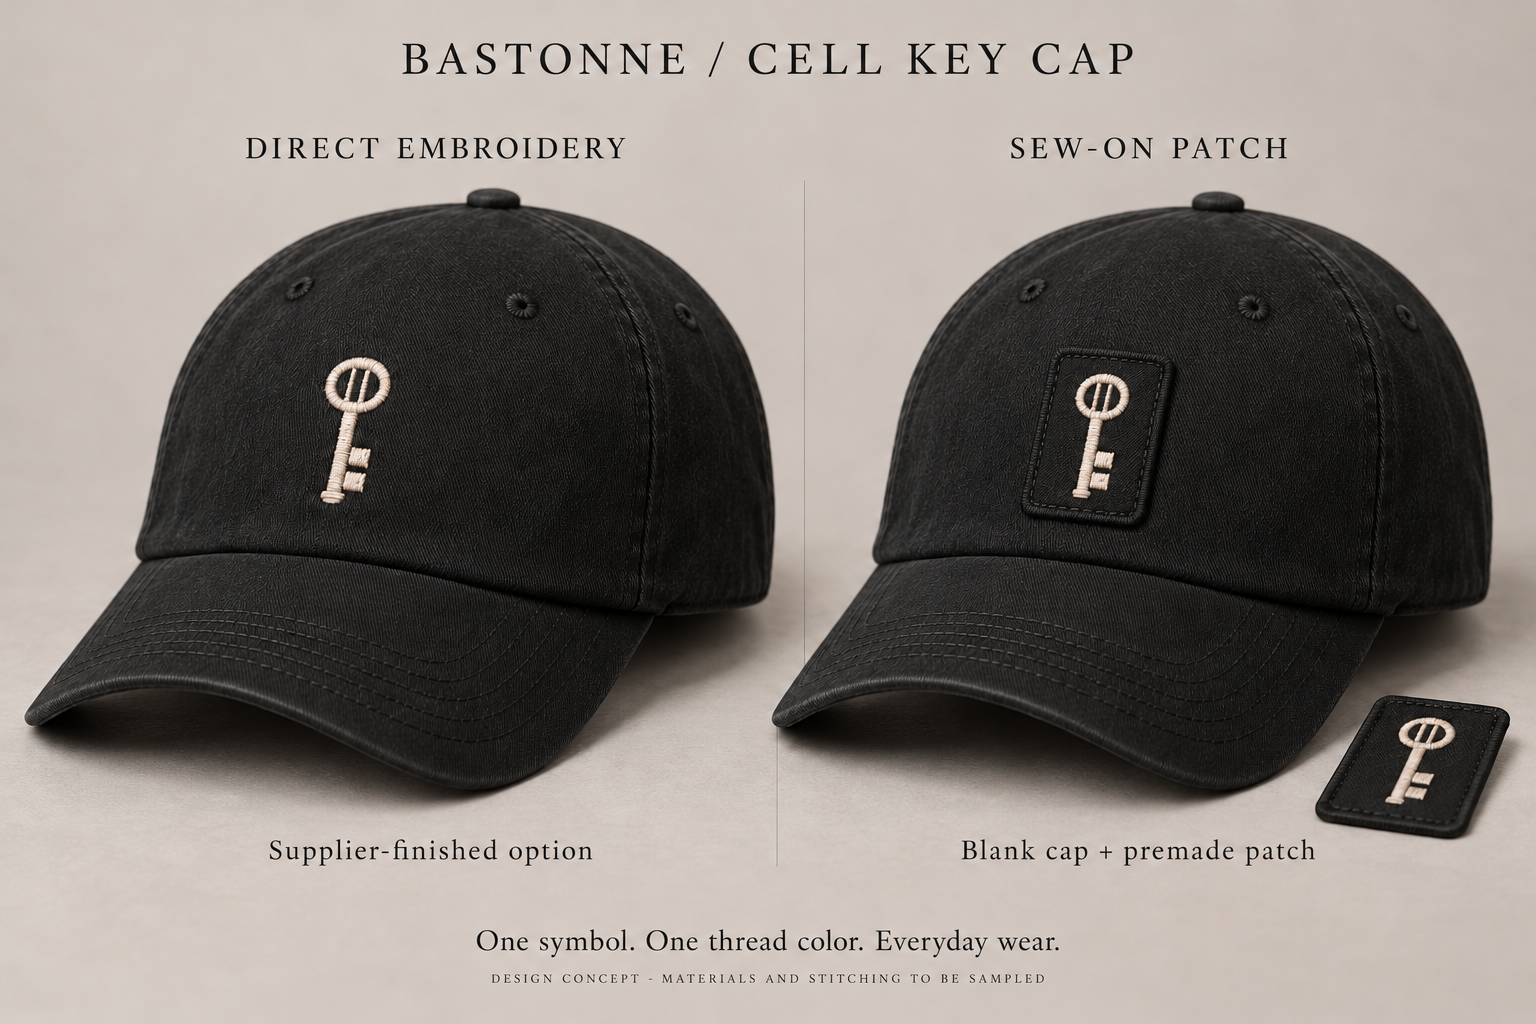 BASTONNE / CELL KEY CAP
DIRECT EMBROIDERY
SEW-ON PATCH
Supplier-finished option
Blank cap + premade patch
One symbol. One thread color. Everyday wear.
DESIGN CONCEPT - MATERIALS AND STITCHING TO BE SAMPLED